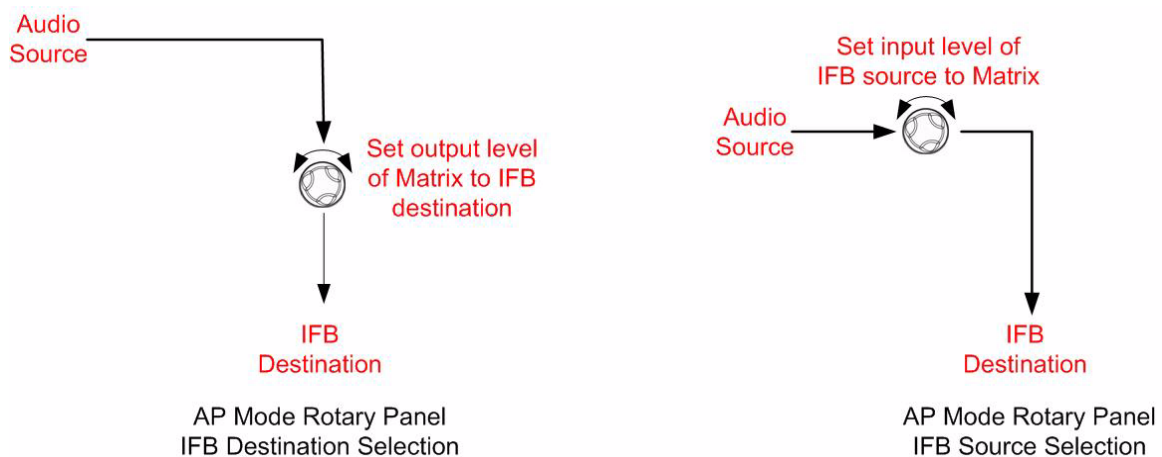 Audio
Source
Set output level
of Matrix to IFB
destination
IFB
Destination
AP Mode Rotary Panel
IFB Destination Selection
Set input level of
IFB source to Matrix
Audio
Source
IFB
Destination
AP Mode Rotary Panel
IFB Source Selection